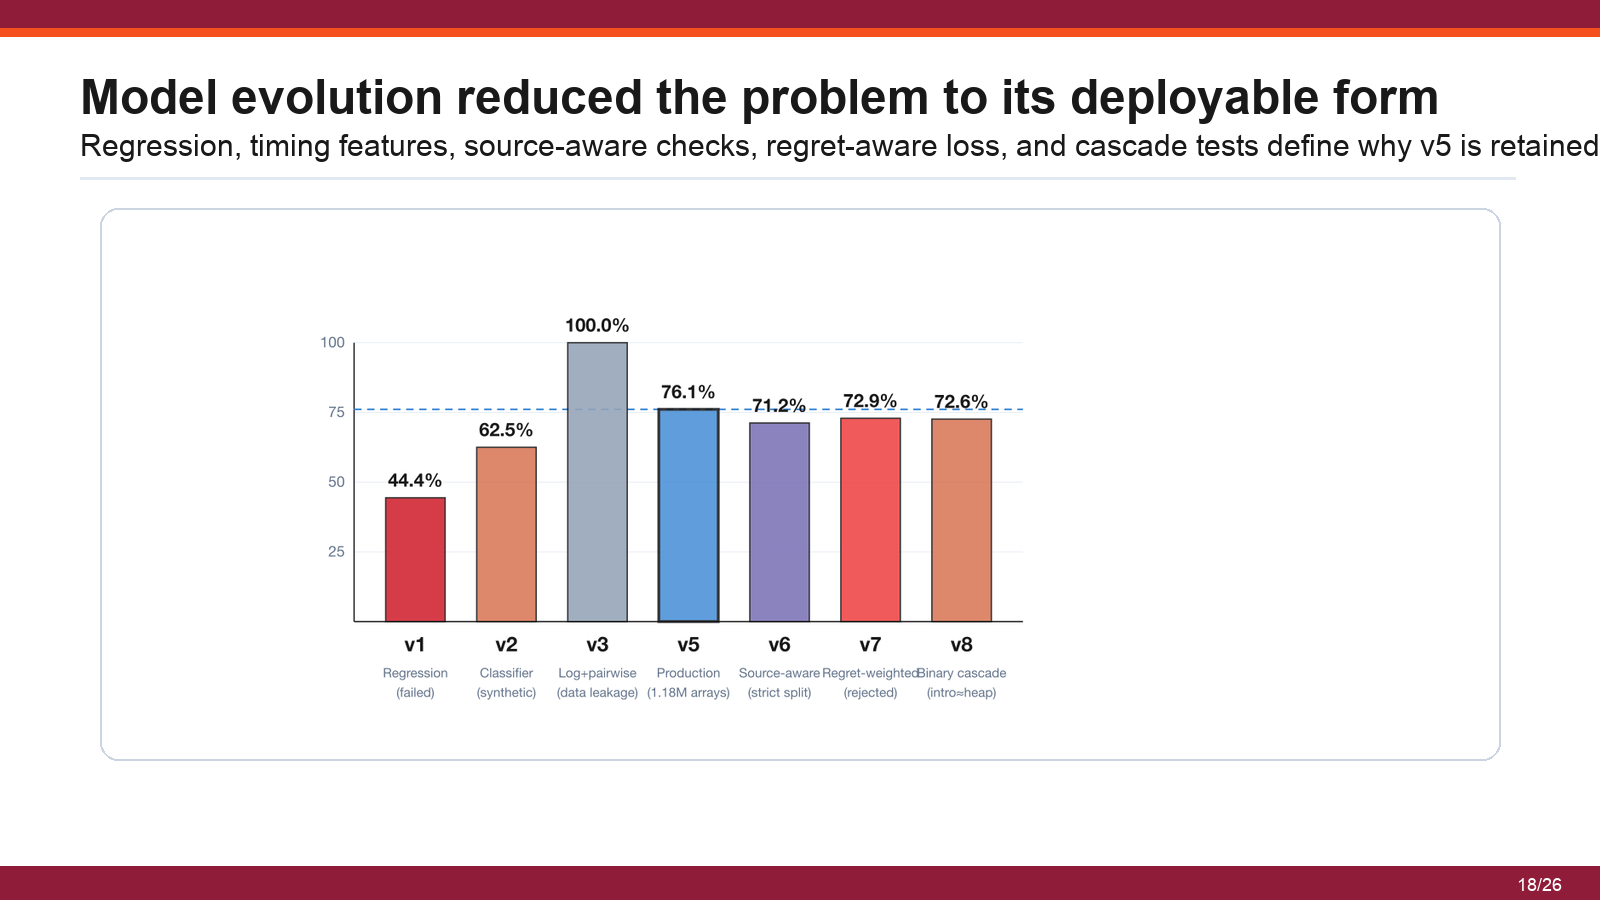 Model evolution reduced the problem to its deployable form
Regression, timing features, source-aware checks, regret-aware loss, and cascade tests define why v5 is retained
100.0%
100
76.1%
75
71.2%
72.9%
72.6%
62.5%
50
44.4%
25
v1 v2 v3 v5 v6 v7 v8
Regression Classifier Log+pairwise Production Source-aware Regret-weighted Binary cascade
(failed) (synthetic) (data leakage) (1.18M arrays) (strict split) (rejected) (intro≈heap)
18/26